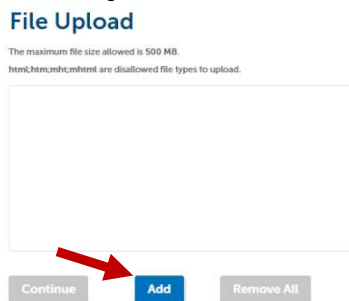 File Upload
The maximum file size allowed is 500 MB.
html;htm;mht;mhtml are disallowed file types to upload.
Continue Add Remove All